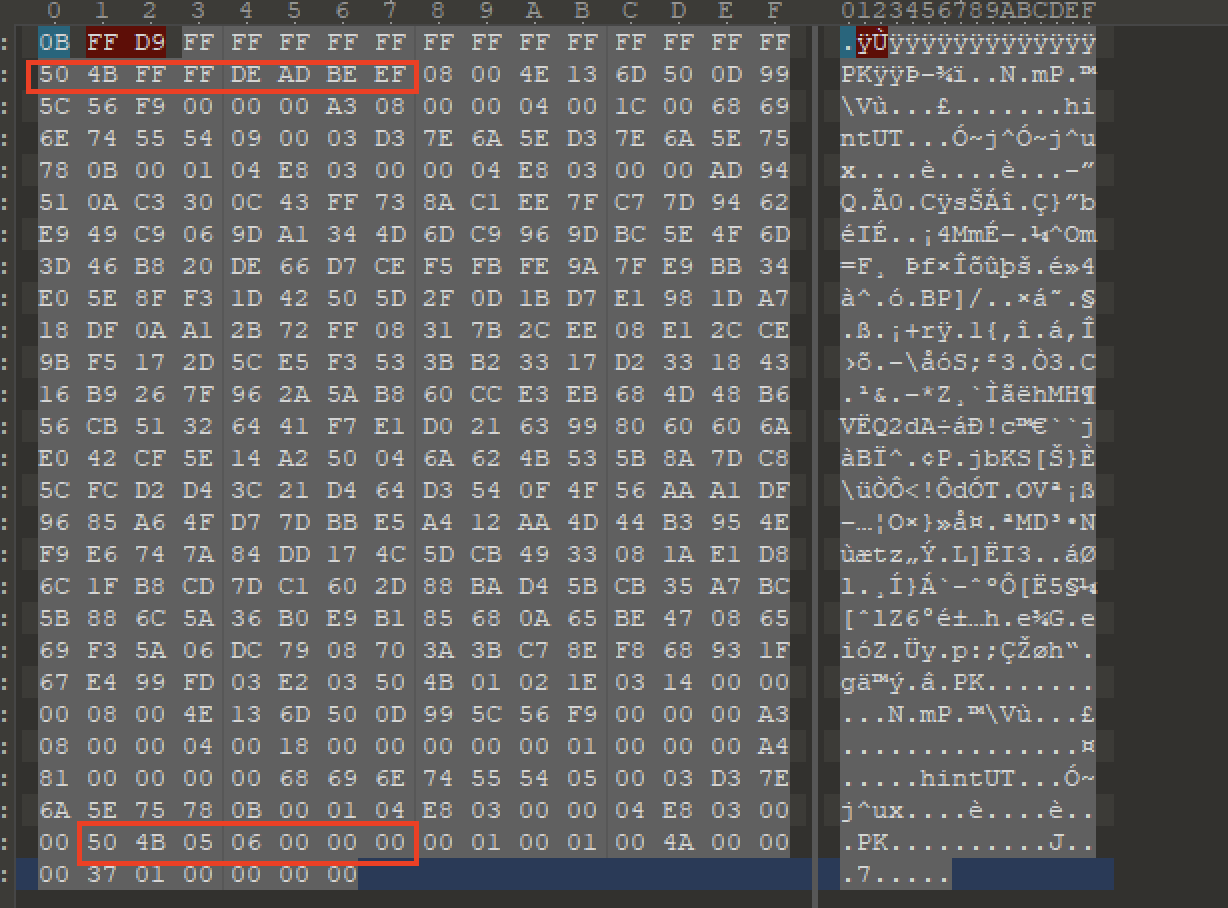 0 1 2 3 4 5 6 7 8 9 A B C D E F 0123456789ABCDEF
: 0B FF D9 FF FF FF FF FF FF FF FF FF FF FF FF FF .ÿÙÿÿÿÿÿÿÿÿÿÿÿÿÿ
: 50 4B FF FF DE AD BE EF 08 00 4E 13 6D 50 0D 99 PKÿÿÞ–¾ï..N.mP.™
: 5C 56 F9 00 00 00 A3 08 00 00 04 00 1C 00 68 69 \Vù...£.......hi
: 6E 74 55 54 09 00 03 D3 7E 6A 5E D3 7E 6A 5E 75 ntUT...Ó~j^Ó~j^u
: 78 0B 00 01 04 E8 03 00 00 04 E8 03 00 00 AD 94 x....è....è...–”
: 51 0A C3 30 0C 43 FF 73 8A C1 EE 7F C7 7D 94 62 Q.Ã0.CÿsŠÁî.Ç}”b
: E9 49 C9 06 9D A1 34 4D 6D C9 96 9D BC 5E 4F 6D éIÉ..¡4MmÉ–.¼^Om
: 3D 46 B8 20 DE 66 D7 CE F5 FB FE 9A 7F E9 BB 34 =F¸ Þf×Îõûþš.é»4
: E0 5E 8F F3 1D 42 50 5D 2F 0D 1B D7 E1 98 1D A7 à^.ó.BP]/..×á˜.§
: 18 DF 0A A1 2B 72 FF 08 31 7B 2C EE 08 E1 2C CE .ß.¡+rÿ.1{,î.á,Î
: 9B F5 17 2D 5C E5 F3 53 3B B2 33 17 D2 33 18 43 ›õ.-\åóS;²3.Ò3.C
: 16 B9 26 7F 96 2A 5A B8 60 CC E3 EB 68 4D 48 B6 .¹&.–*Z¸`ÌãëhMH¶
: 56 CB 51 32 64 41 F7 E1 D0 21 63 99 80 60 60 6A VËQ2dA÷áÐ!c™€``j
: E0 42 CF 5E 14 A2 50 04 6A 62 4B 53 5B 8A 7D C8 àBÏ^.¢P.jbKS[Š}È
: 5C FC D2 D4 3C 21 D4 64 D3 54 0F 4F 56 AA A1 DF \üÒÔ<!ÔdÓT.OVª¡ß
: 96 85 A6 4F D7 7D BB E5 A4 12 AA 4D 44 B3 95 4E –…¦O×}»å¤.ªMD³•N
: F9 E6 74 7A 84 DD 17 4C 5D CB 49 33 08 1A E1 D8 ùætz„Ý.L]ËI3..áØ
: 6C 1F B8 CD 7D C1 60 2D 88 BA D4 5B CB 35 A7 BC l.¸Í}Á`-ˆºÔ[Ë5§¼
: 5B 88 6C 5A 36 B0 E9 B1 85 68 0A 65 BE 47 08 65 [ˆlZ6°é±…h.e¾G.e
: 69 F3 5A 06 DC 79 08 70 3A 3B C7 8E F8 68 93 1F ióZ.Üy.p:;ÇŽøh“.
: 67 E4 99 FD 03 E2 03 50 4B 01 02 1E 03 14 00 00 gä™ý.â.PK.......
: 00 08 00 4E 13 6D 50 0D 99 5C 56 F9 00 00 00 A3 ...N.mP.™\Vù...£
: 08 00 00 04 00 18 00 00 00 00 00 01 00 00 00 A4 ...............¤
: 81 00 00 00 00 68 69 6E 74 55 54 05 00 03 D3 7E .....hintUT...Ó~
: 6A 5E 75 78 0B 00 01 04 E8 03 00 00 04 E8 03 00 j^ux....è....è..
: 00 50 4B 05 06 00 00 00 00 01 00 01 00 4A 00 00 .PK..........J..
: 00 37 01 00 00 00 00 .7.....